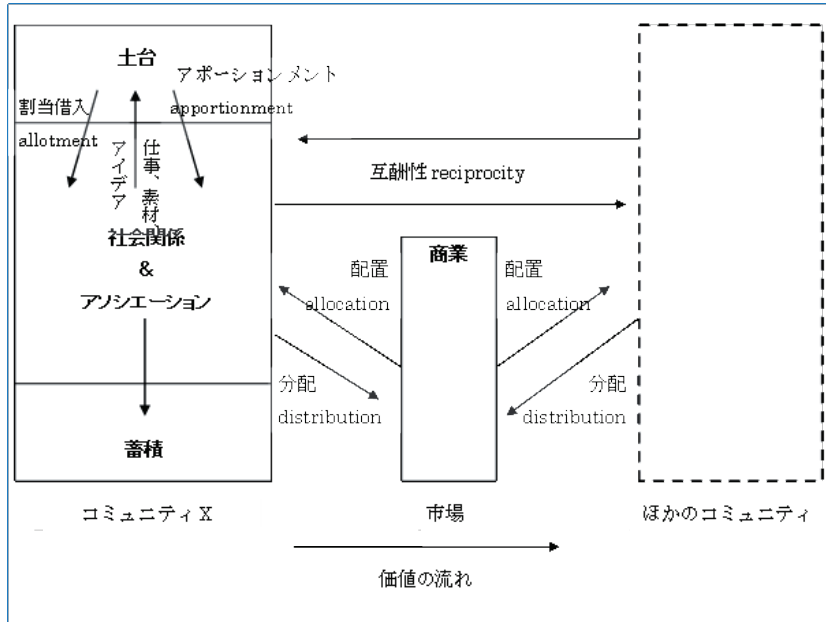 土台
アポーションメント
apportionment
割当借入
allotment
仕事、素材、
アイデア
社会関係
&
アソシエーション
蓄積
互酬性 reciprocity
商業
配置
allocation
配置
allocation
分配
distribution
分配
distribution
コミュニティ X
市場
ほかのコミュニティ
価値の流れ